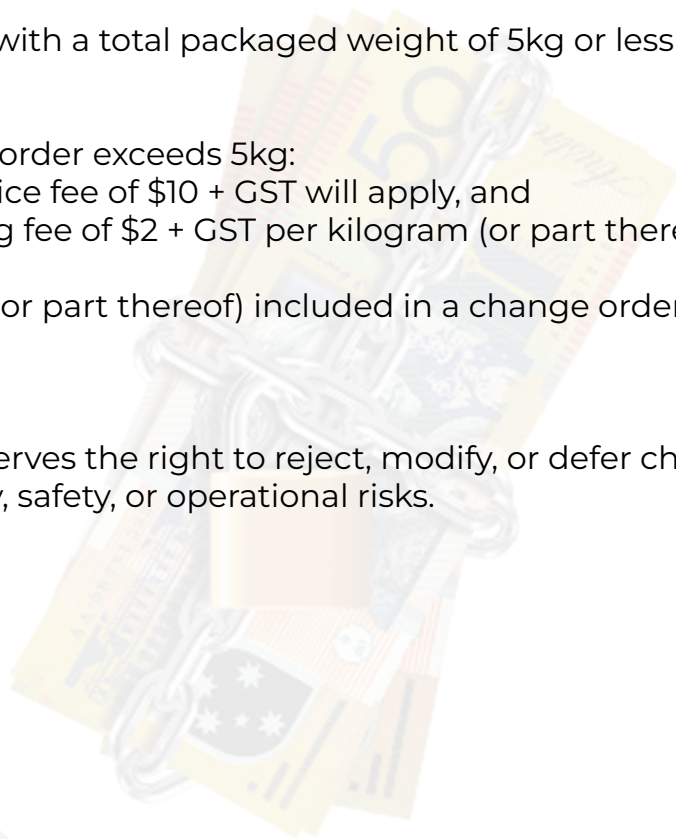 with a total packaged weight of 5kg or less
order exceeds 5kg:
ice fee of $10 + GST will apply, and
g fee of $2 + GST per kilogram (or part there
or part thereof) included in a change order
erves the right to reject, modify, or defer ch
, safety, or operational risks.
50